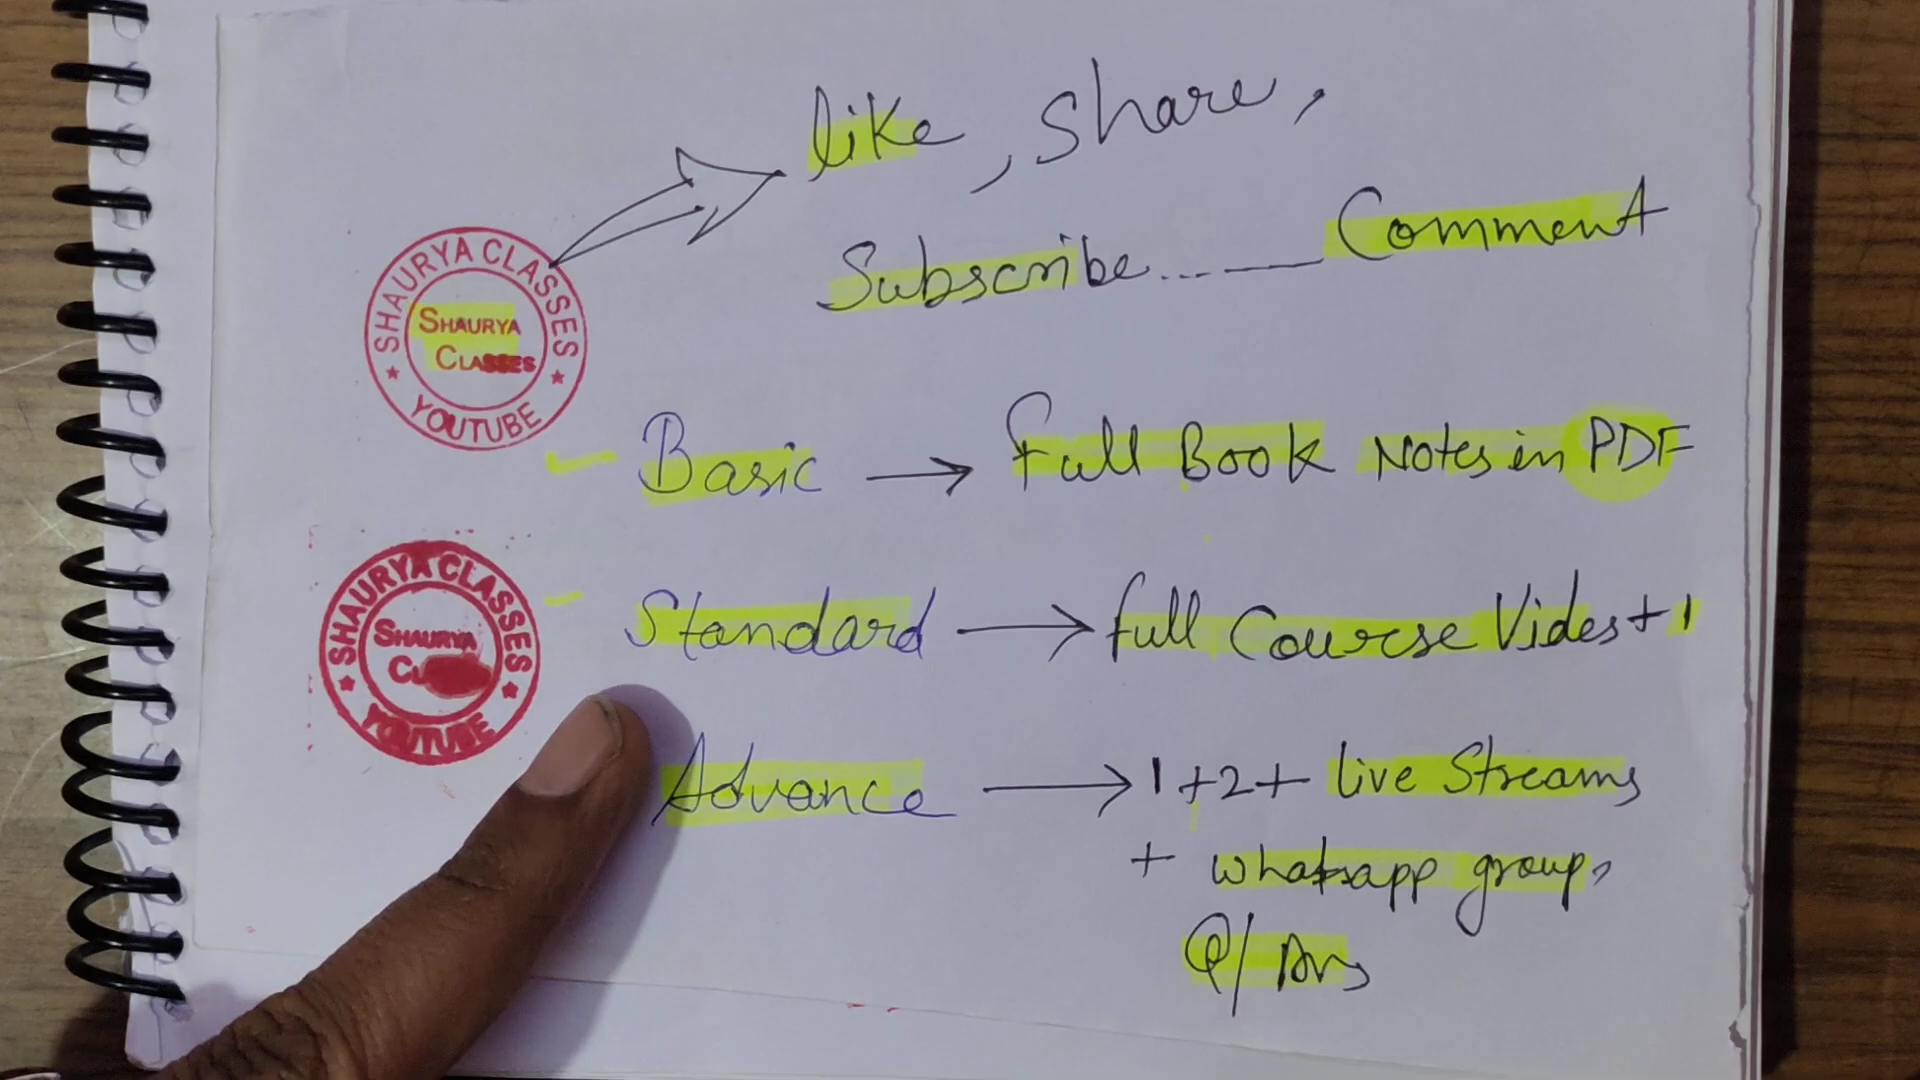 like, Share,
Subscribe....____Comment
SHAURYA CLASSES
SHAURYA
CLASSES
YOUTUBE
Basic → Full Book Notes in PDF
Standard → full Course Vides + 1
SHAURYA CLASSES
SHAURYA
YOUTUBE
Advance → 1+2+ live Streams
+ whatsapp group,
Q/Ans